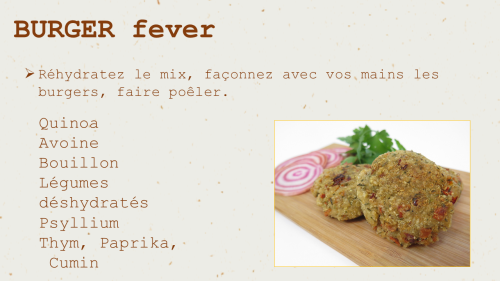 BURGER fever
Réhydratez le mix, façonnez avec vos mains les
burgers, faire poêler.
Quinoa
Avoine
Bouillon
Légumes
déshydratés
Psyllium
Thym, Paprika,
Cumin